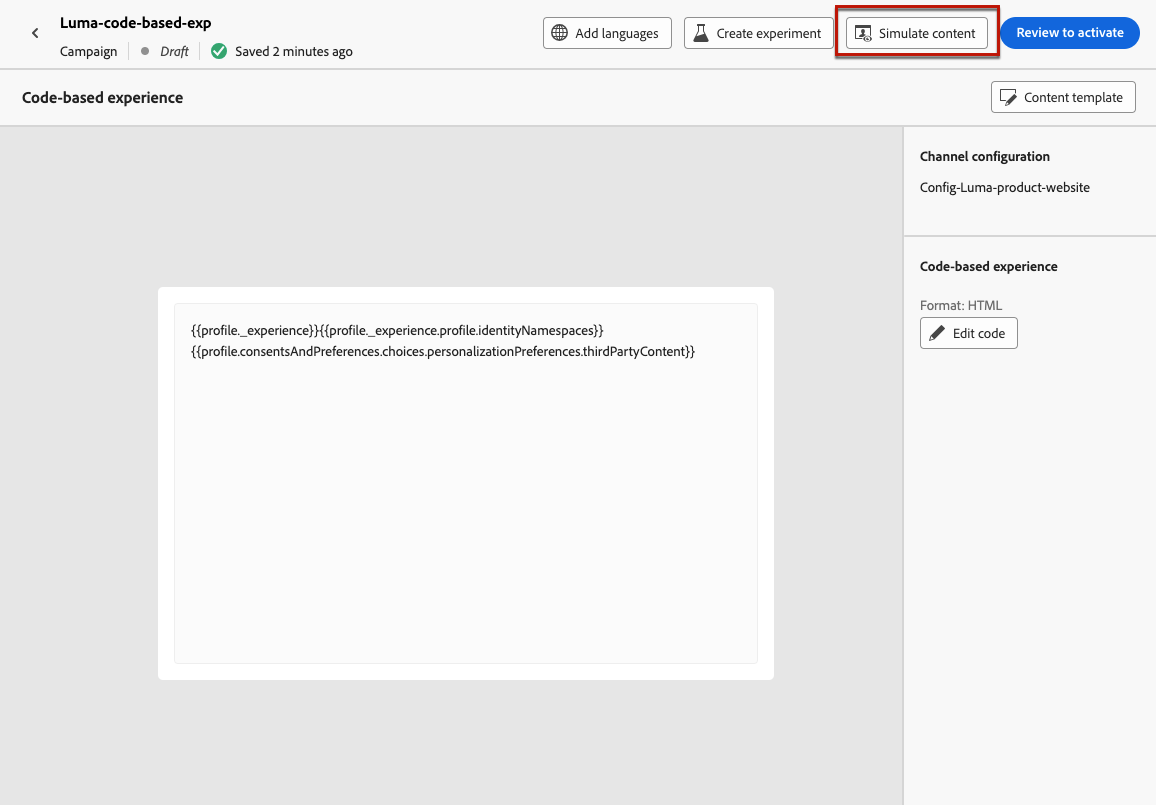 Luma-code-based-exp
Campaign Draft Saved 2 minutes ago
Add languages
Create experiment
Simulate content
Review to activate
Code-based experience
Content template
{{profile._experience}}{{profile._experience.profile.identityNamespaces}}
{{profile.consentsAndPreferences.choices.personalizationPreferences.thirdPartyContent}}
Channel configuration
Config-Luma-product-website
Code-based experience
Format: HTML
Edit code